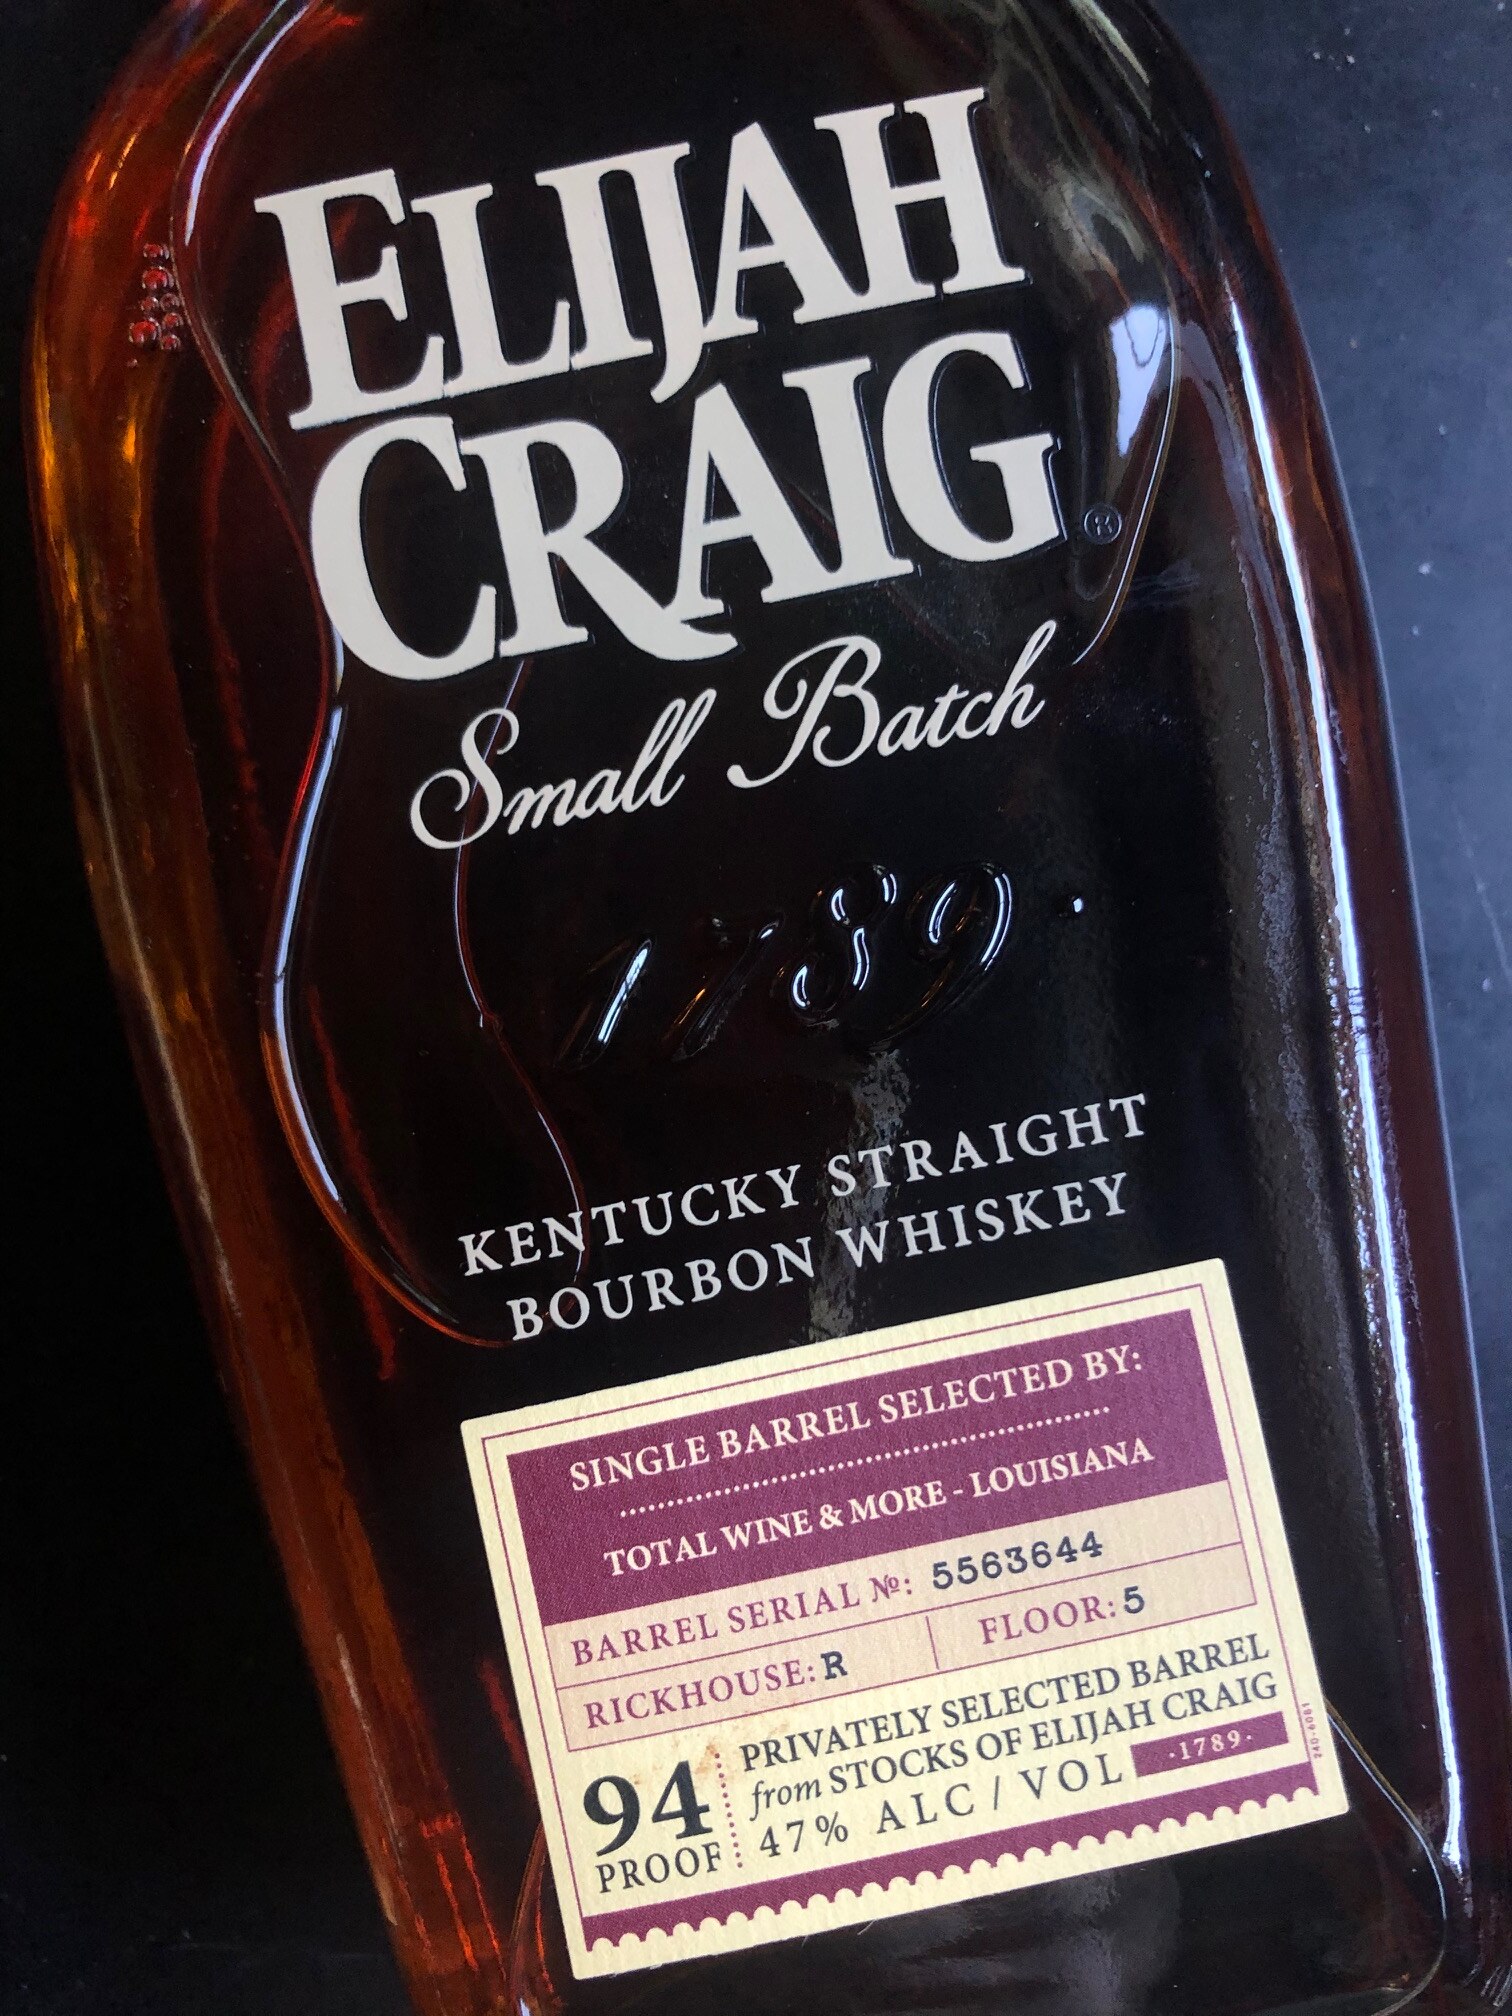 ELIJAH
CRAIG®
Small Batch
1789
KENTUCKY STRAIGHT
BOURBON WHISKEY
SINGLE BARREL SELECTED BY:
TOTAL WINE & MORE - LOUISIANA
BARREL SERIAL №: 5563644
RICKHOUSE: R FLOOR: 5
94
PROOF
PRIVATELY SELECTED BARREL
from STOCKS OF ELIJAH CRAIG
47% ALC / VOL ·1789·
240-6081